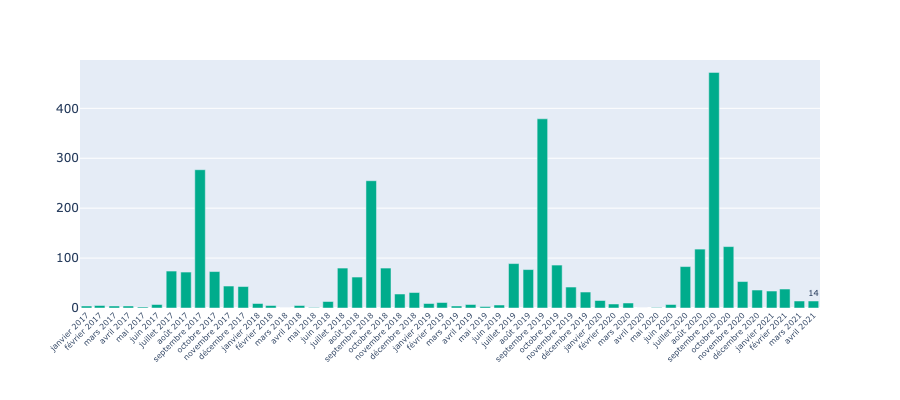 400
300
200
100
0
14
janvier 2017
février 2017
mars 2017
avril 2017
mai 2017
juin 2017
juillet 2017
août 2017
septembre 2017
octobre 2017
novembre 2017
décembre 2017
janvier 2018
février 2018
mars 2018
avril 2018
mai 2018
juin 2018
juillet 2018
août 2018
septembre 2018
octobre 2018
novembre 2018
décembre 2018
janvier 2019
février 2019
mars 2019
avril 2019
mai 2019
juin 2019
juillet 2019
août 2019
septembre 2019
octobre 2019
novembre 2019
décembre 2019
janvier 2020
février 2020
mars 2020
avril 2020
mai 2020
juin 2020
juillet 2020
août 2020
septembre 2020
octobre 2020
novembre 2020
décembre 2020
janvier 2021
février 2021
mars 2021
avril 2021